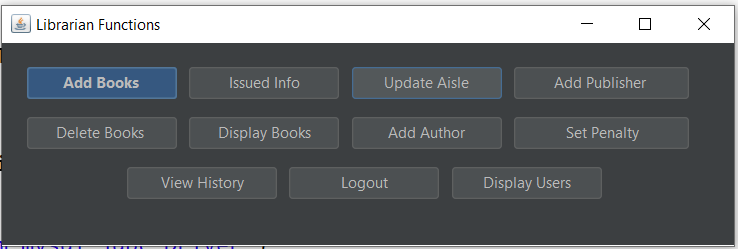 Librarian Functions
Add Books Issued Info Update Aisle Add Publisher
Delete Books Display Books Add Author Set Penalty
View History Logout Display Users